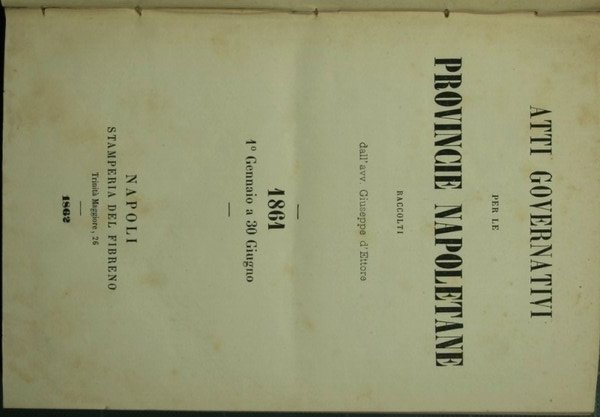 ATTI GOVERNATIVI
PER LE
PROVINCIE NAPOLETANE
RACCOLTI
dall'avv. Giuseppe d'Ettore
1861
1º Gennaio a 30 Giugno
NAPOLI
STAMPERIA DEL FIBRENO
Trinità Maggiore, 26
1862